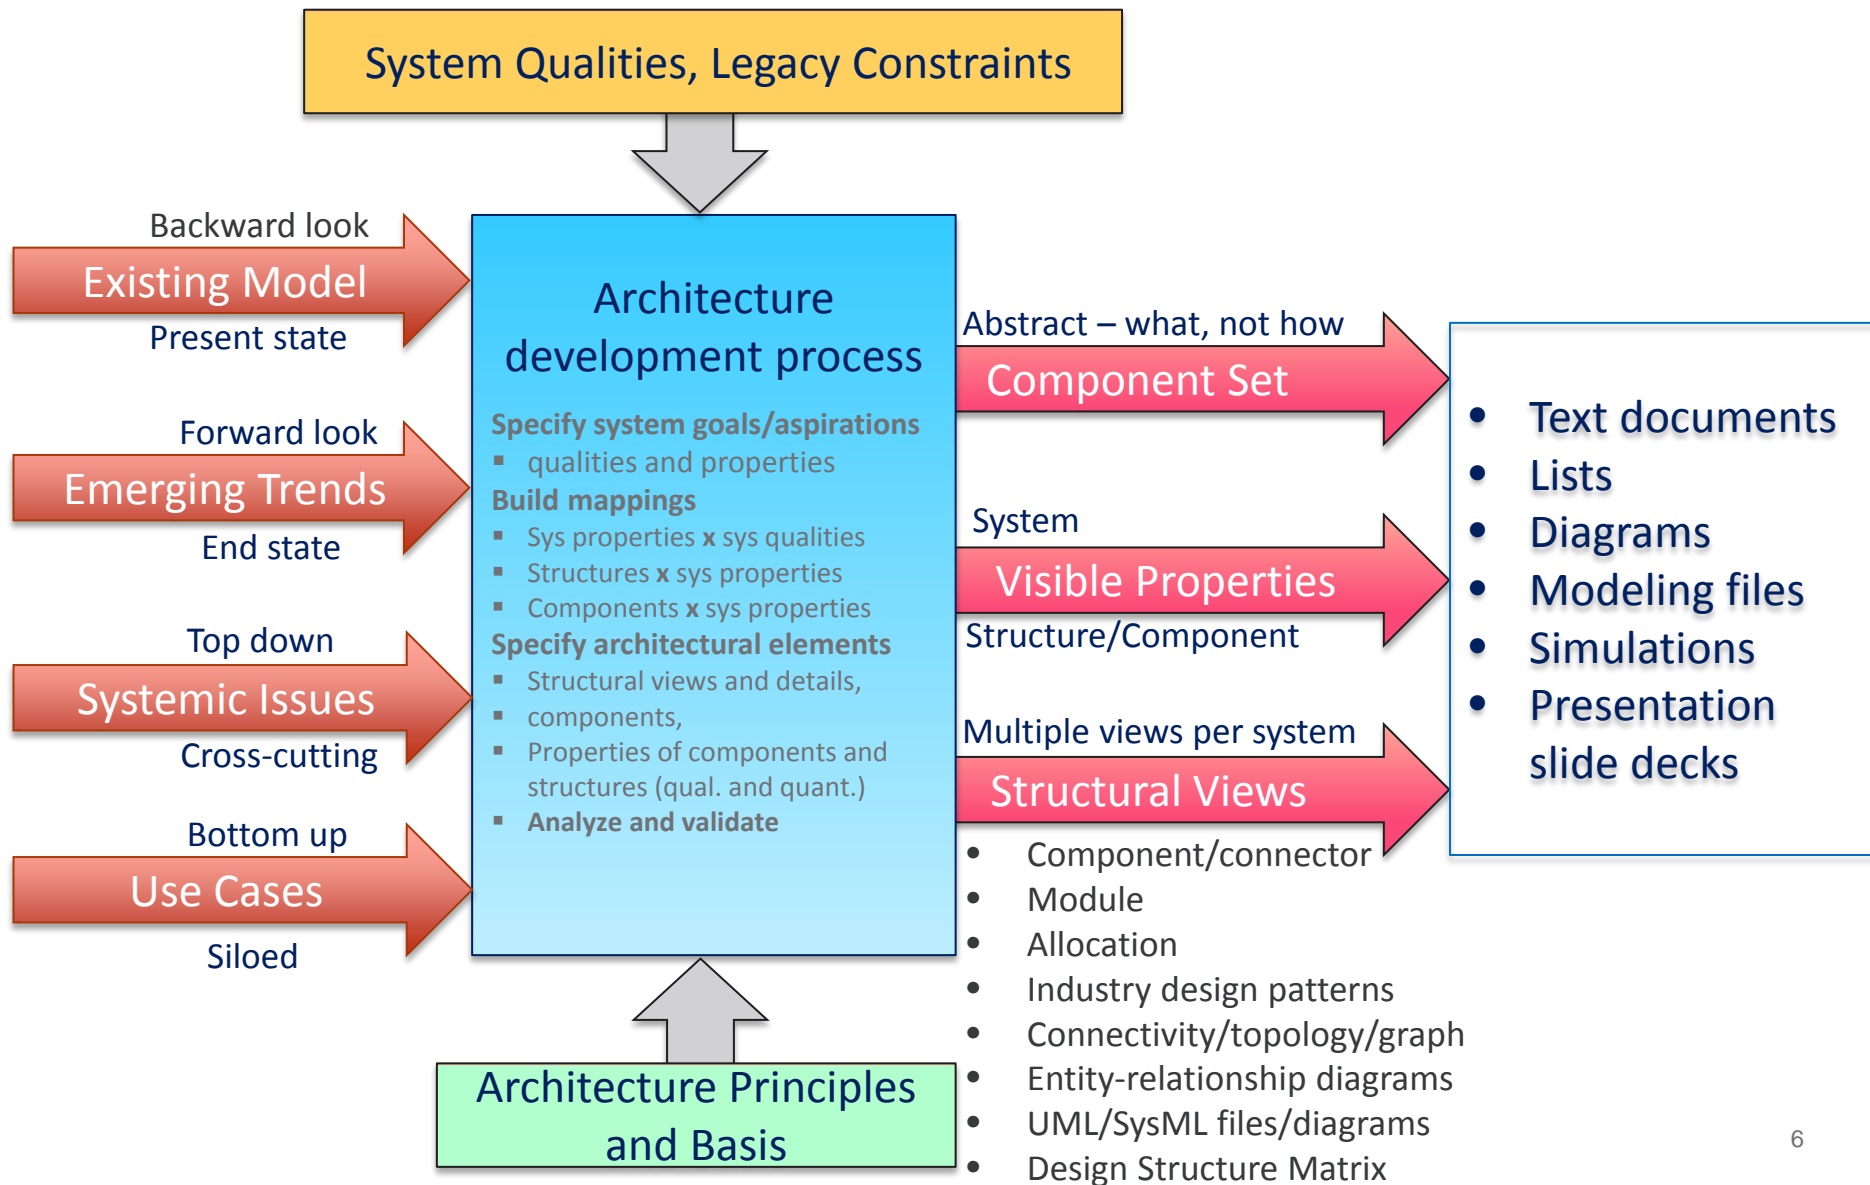 System Qualities, Legacy Constraints
Backward look
Existing Model
Present state
Forward look
Emerging Trends
End state
Top down
Systemic Issues
Cross-cutting
Bottom up
Use Cases
Siloed
Architecture
development process
Specify system goals/aspirations
▪ qualities and properties
Build mappings
▪ Sys properties x sys qualities
▪ Structures x sys properties
▪ Components x sys properties
Specify architectural elements
▪ Structural views and details,
▪ components,
▪ Properties of components and
structures (qual. and quant.)
▪ Analyze and validate
Architecture Principles
and Basis
Abstract – what, not how
Component Set
System
Visible Properties
Structure/Component
Multiple views per system
Structural Views
• Component/connector
• Module
• Allocation
• Industry design patterns
• Connectivity/topology/graph
• Entity-relationship diagrams
• UML/SysML files/diagrams
• Design Structure Matrix
• Text documents
• Lists
• Diagrams
• Modeling files
• Simulations
• Presentation
slide decks
6